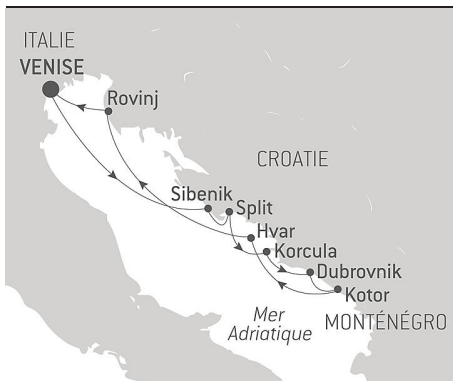 ITALIE
VENISE
Rovinj
CROATIE
Sibenik
Split
Hvar
Korcula
Dubrovnik
Kotor
Mer
Adriatique
MONTÉNÉGRO